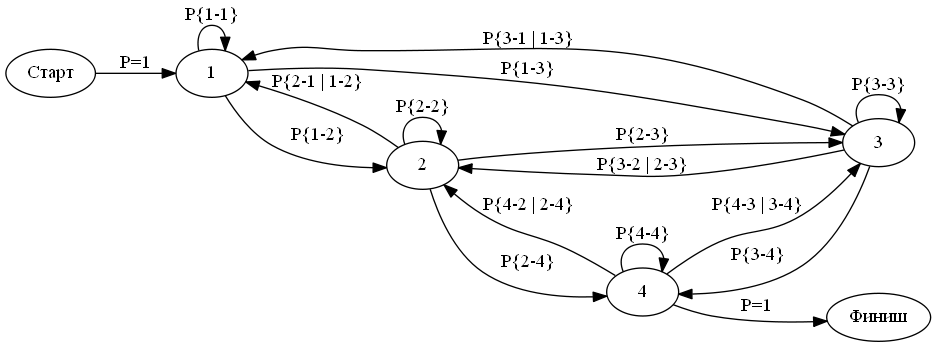 P{1-1}
P{3-1 | 1-3}
Старт
P=1
1
P{2-1 | 1-2}
P{1-3}
P{2-2}
P{3-3}
P{1-2}
P{2-3}
3
2
P{3-2 | 2-3}
P{4-2 | 2-4}
P{4-3 | 3-4}
P{4-4}
P{2-4}
P{3-4}
4
P=1
Финиш